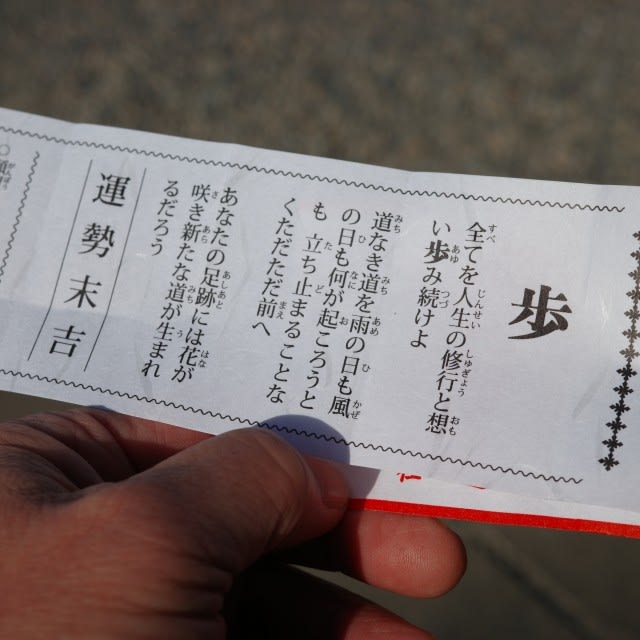 歩
全てを人生の修行と想
い歩み続けよ
道なき道を雨の日も風
の日も何が起ころうと
も 立ち止まることな
くただただ前へ
あなたの足跡には花が
咲き新たな道が生まれ
るだろう
運勢末吉